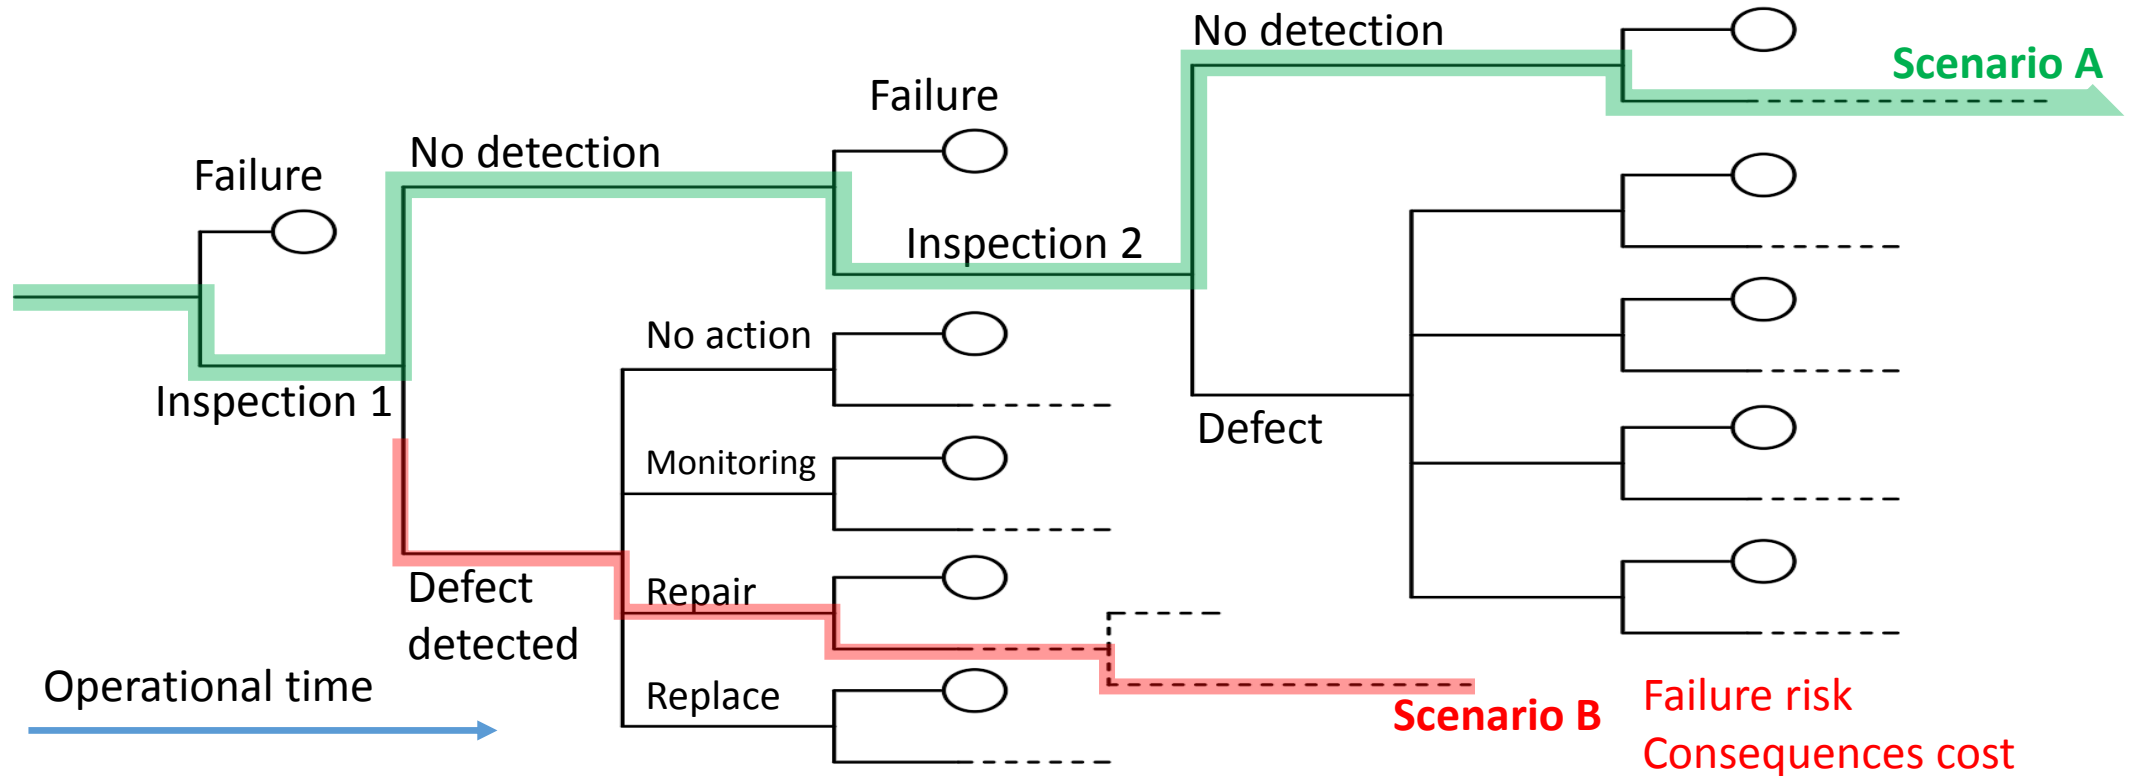 No detection
Scenario A
Failure
No detection
Failure
Inspection 2
No action
Inspection 1
Defect
Monitoring
Defect
detected
Repair
Operational time
Replace
Scenario B
Failure risk
Consequences cost